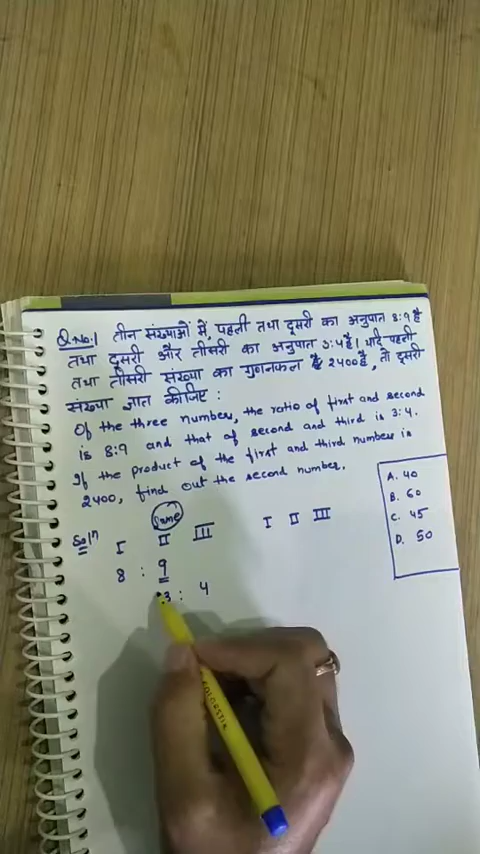 Q.No.1 तीन संख्याओं में पहली तथा दूसरी का अनुपात 8:9 है
तथा दूसरी और तीसरी का अनुपात 3:4 है। यदि पहली
तथा तीसरी संख्या का गुणनफल है 2400 है, तो दूसरी
संख्या ज्ञात कीजिए :
Of the three number, the ratio of first and second
is 8:9 and that of second and third is 3:4.
If the product of the first and third number is
2400, find out the second number.
A. 40
B. 60
C. 45
D. 50
Soln Same
I II III I II III
8 : 9
3 : 4
COLORSTIX